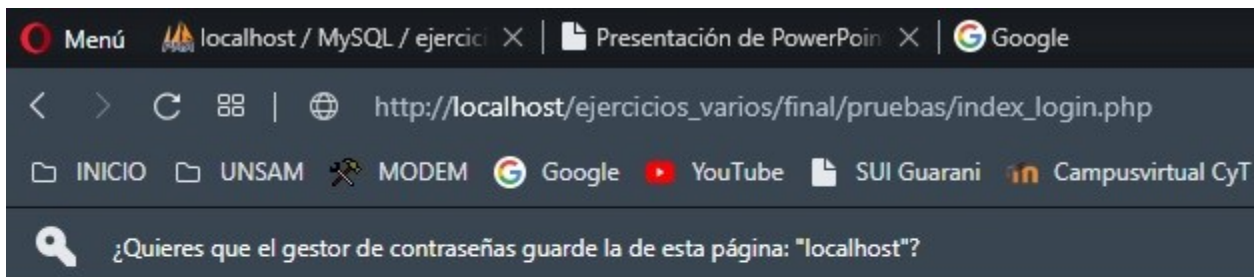 Menú localhost / MySQL / ejercici Presentación de PowerPoin Google
http://localhost/ejercicios_varios/final/pruebas/index_login.php
INICIO UNSAM MODEM Google YouTube SUI Guarani Campusvirtual CyT
¿Quieres que el gestor de contraseñas guarde la de esta página: "localhost"?